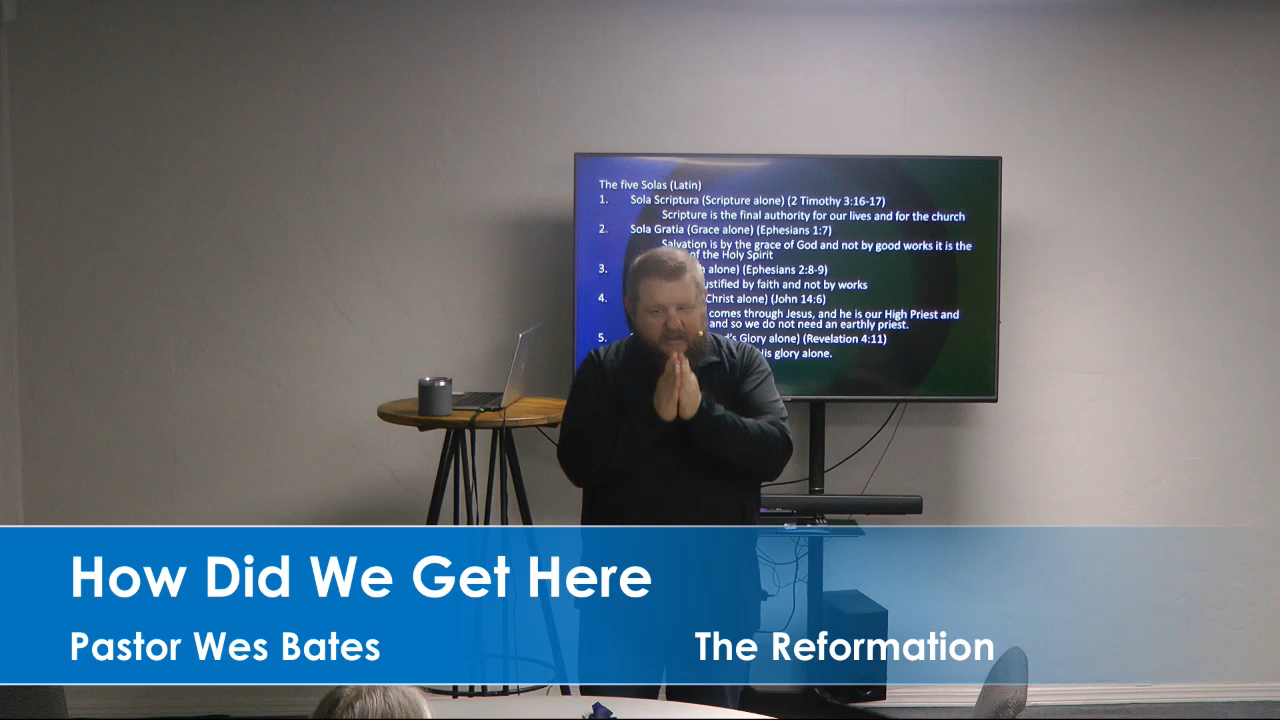 The five Solas (Latin)
1. Sola Scriptura (Scripture alone) (2 Timothy 3:16-17)
Scripture is the final authority for our lives and for the church
2. Sola Gratia (Grace alone) (Ephesians 1:7)
Salvation is by the grace of God and not by good works it is the
of the Holy Spirit
3. alone) (Ephesians 2:8-9)
by faith and not by works
4. Christ alone) (John 14:6)
comes through Jesus, and he is our High Priest and
and so we do not need an earthly priest.
5. Glory alone) (Revelation 4:11)
His glory alone.
How Did We Get Here
Pastor Wes Bates
The Reformation